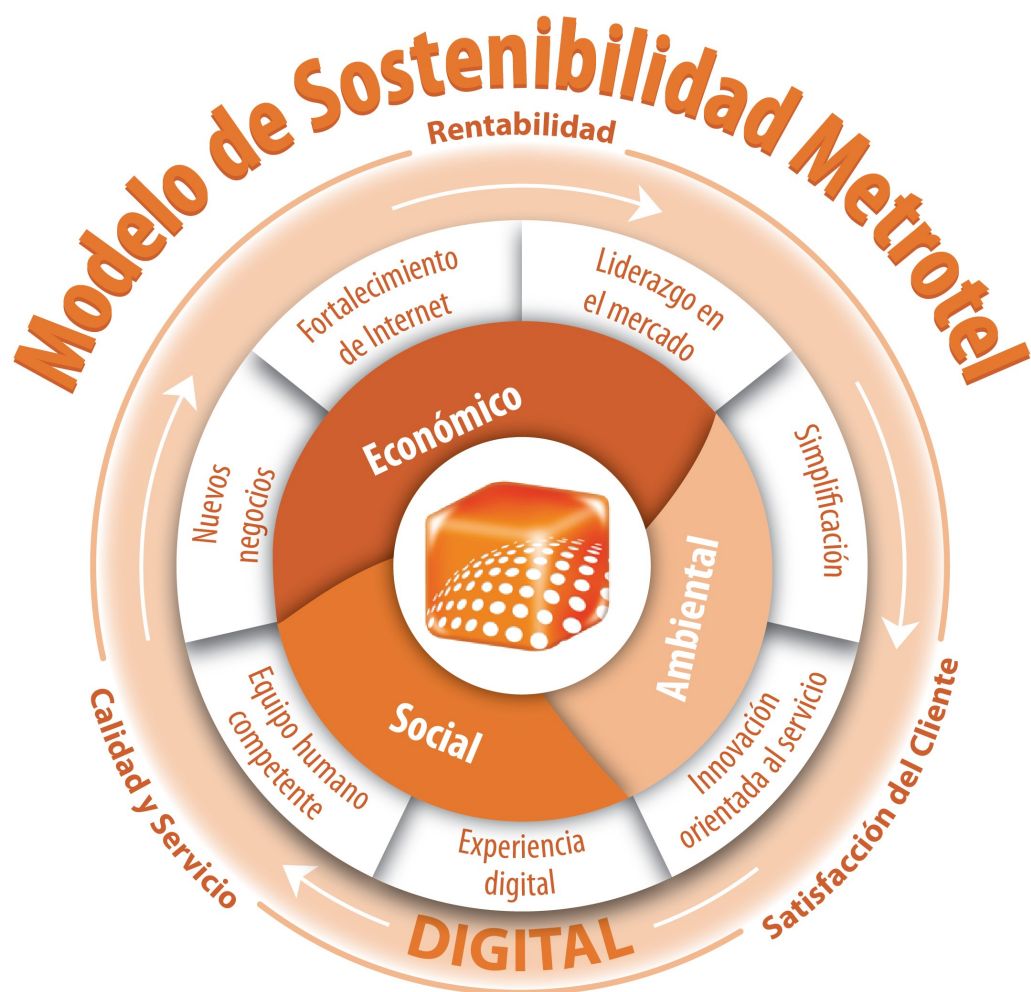 Modelo de Sostenibilidad Metrotel
Rentabilidad
Fortalecimiento
de Internet
Liderazgo en
el mercado
Simplificación
Innovación
orientada al servicio
Experiencia
digital
Equipo humano
competente
Nuevos
negocios
Económico
Ambiental
Social
Satisfacción del Cliente
DIGITAL
Calidad y Servicio